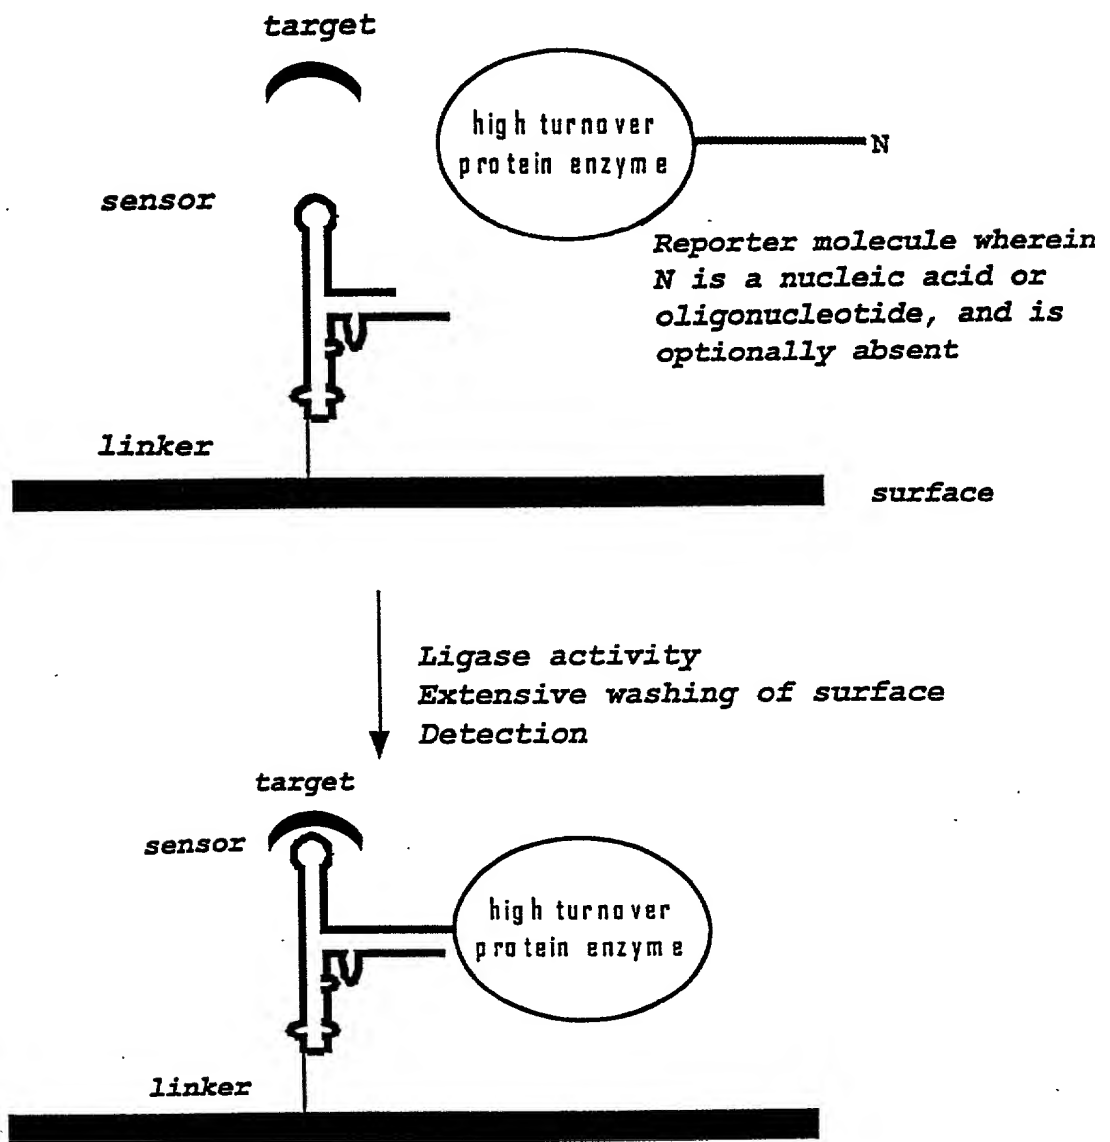 target
high turnover
protein enzyme
N
sensor
Reporter molecule wherein
N is a nucleic acid or
oligonucleotide, and is
optionally absent
linker
surface
Ligase activity
Extensive washing of surface
Detection
target
sensor
high turnover
protein enzyme
linker